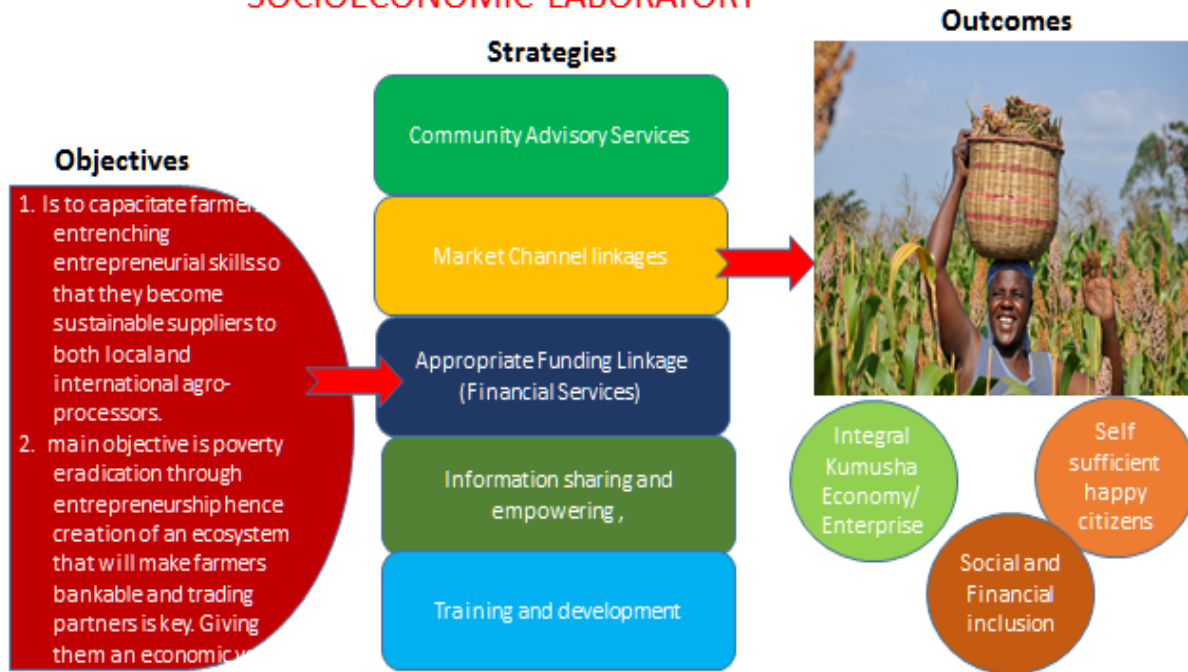 SOCIOECONOMIC LABORATORY
Outcomes
Strategies
Objectives
1. Is to capacitate farmers
entrenching
entrepreneurial skills so
that they become
sustainable suppliers to
both local and
international agro-
processors.
2. main objective is poverty
eradication through
entrepreneurship hence
creation of an ecosystem
that will make farmers
bankable and trading
partners is key. Giving
them an economic
Community Advisory Services
Market Channel linkages
Appropriate Funding Linkage
(Financial Services)
Information sharing and
empowering ,
Training and development
Integral
Kumusha
Economy/
Enterprise
Self
sufficient
happy
citizens
Social and
Financial
inclusion